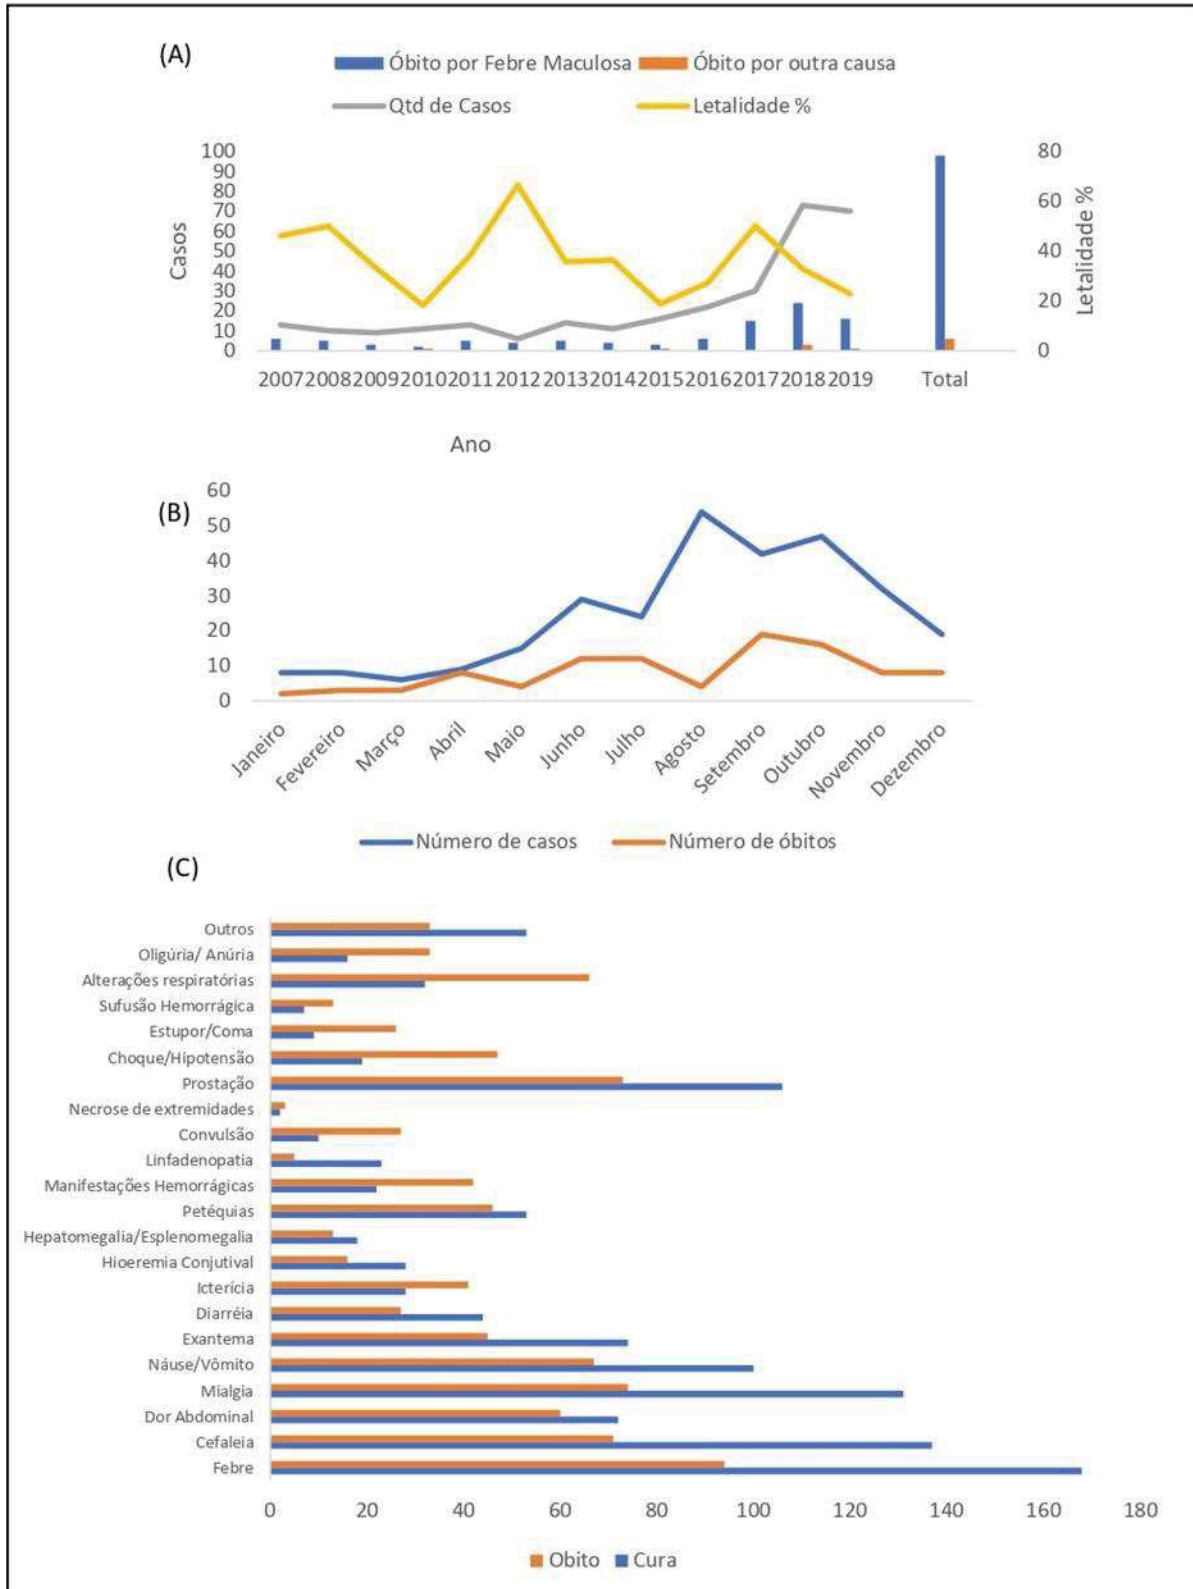 (A)
Óbito por Febre Maculosa Óbito por outra causa
Qtd de Casos Letalidade %
100 80
90
80
70 60
60
50 40
40
30 20
20
10
0 0
Casos
Letalidade %
2007 2008 2009 2010 2011 2012 2013 2014 2015 2016 2017 2018 2019 Total
Ano
(B)
60
50
40
30
20
10
0
Janeiro Fevereiro Março Abril Maio Junho Julho Agosto Setembro Outubro Novembro Dezembro
Número de casos Número de óbitos
(C)
Outros
Oligúria/ Anúria
Alterações respiratórias
Sufusão Hemorrágica
Estupor/Coma
Choque/Hipotensão
Prostação
Necrose de extremidades
Convulsão
Linfadenopatia
Manifestações Hemorrágicas
Petéquias
Hepatomegalia/Esplenomegalia
Hioeremia Conjutival
Icterícia
Diarréia
Exantema
Náuse/Vômito
Mialgia
Dor Abdominal
Cefaleia
Febre
0 20 40 60 80 100 120 140 160 180
Obito Cura